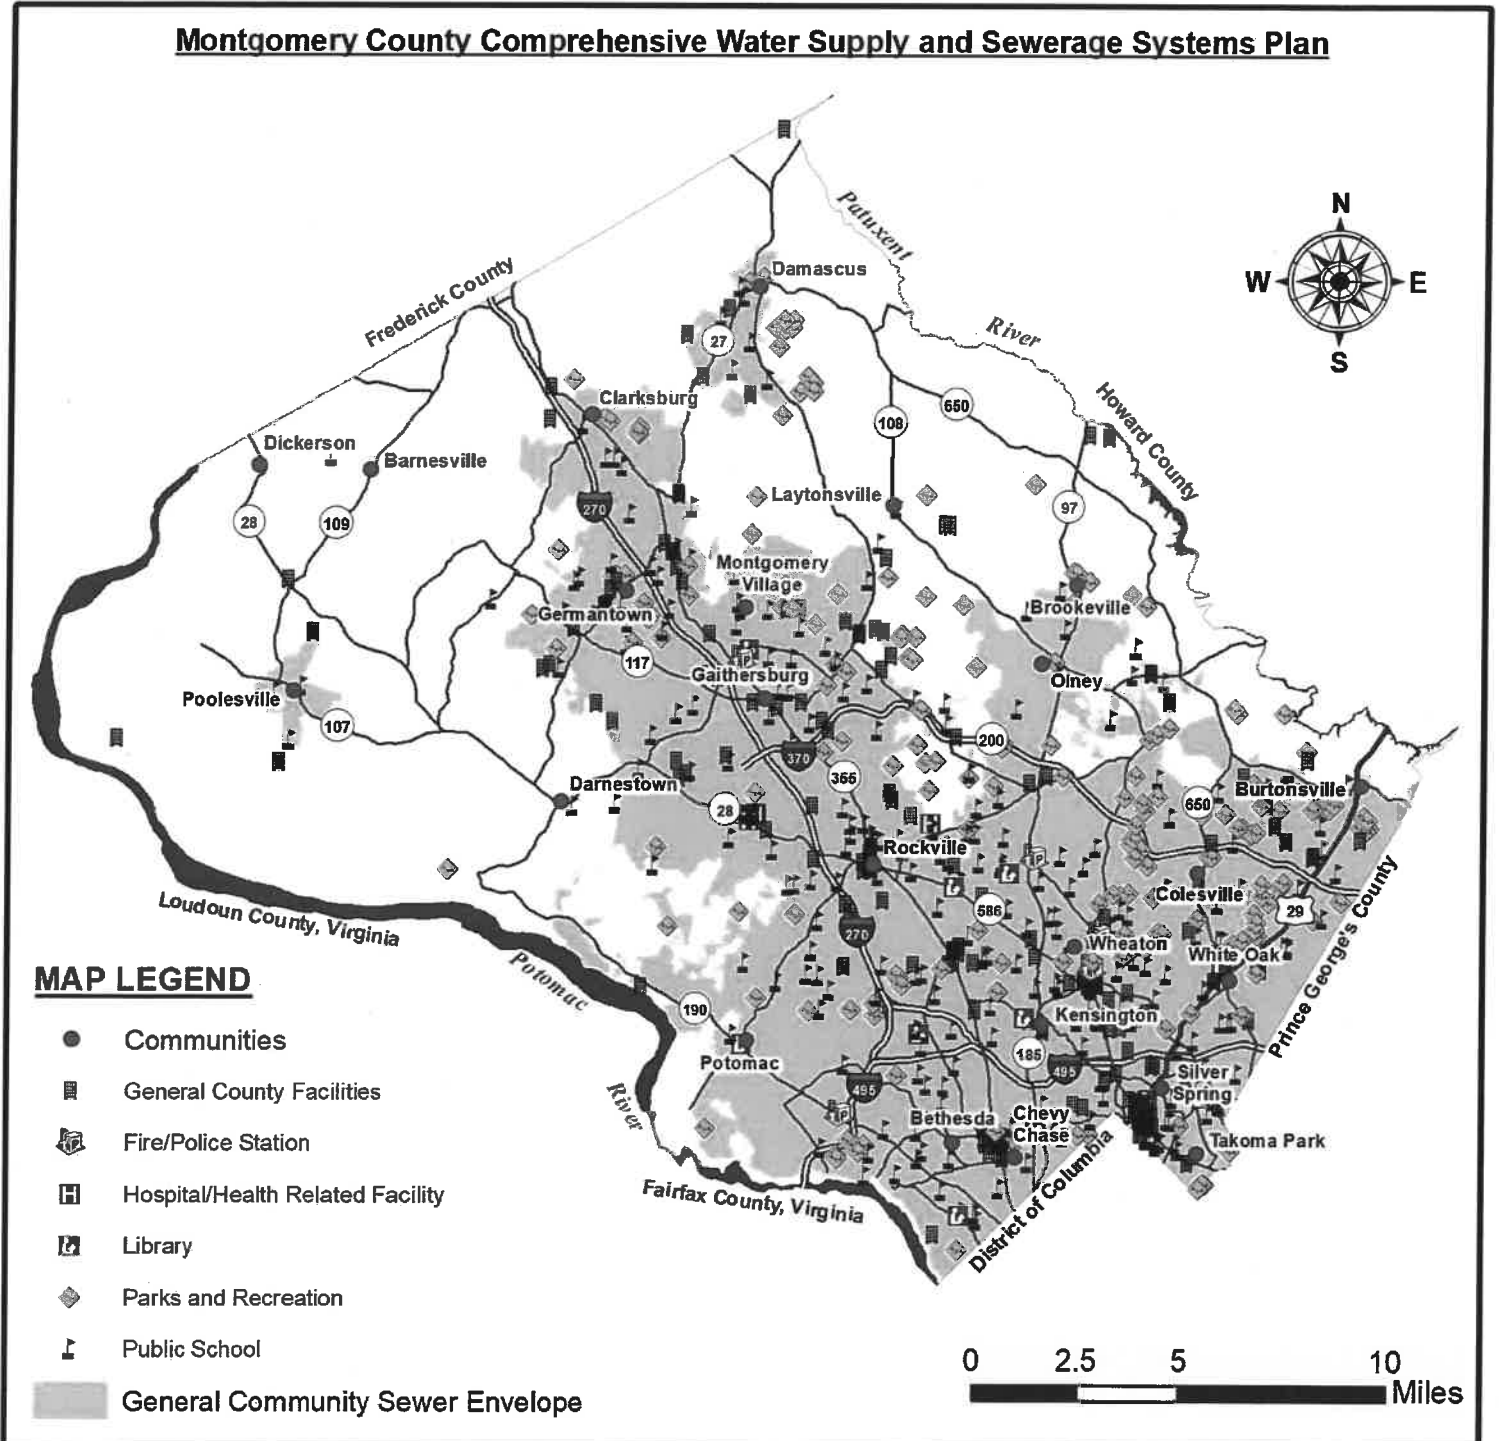 Montgomery County Comprehensive Water Supply and Sewerage Systems Plan
N
W
E
S
Patuxent
River
Damascus
Frederick County
27
Howard County
Clarksburg
650
108
Dickerson
Barnesville
Laytonsville
28
109
270
97
Montgomery
Village
Germantown
Brookeville
117
Gaithersburg
Olney
Poolesville
107
200
370
355
Darnestown
28
650
Burtonsville
Rockville
Colesville
586
29
Loudoun County, Virginia
270
Wheaton
White Oak
Prince George's County
MAP LEGEND
Potomac
River
190
Kensington
Communities
185
Potomac
495
495
Silver
Spring
General County Facilities
Bethesda
Chevy
Chase
Takoma Park
Fire/Police Station
District of Columbia
Hospital/Health Related Facility
Fairfax County, Virginia
Library
Parks and Recreation
Public School
General Community Sewer Envelope
0 2.5 5 10
Miles